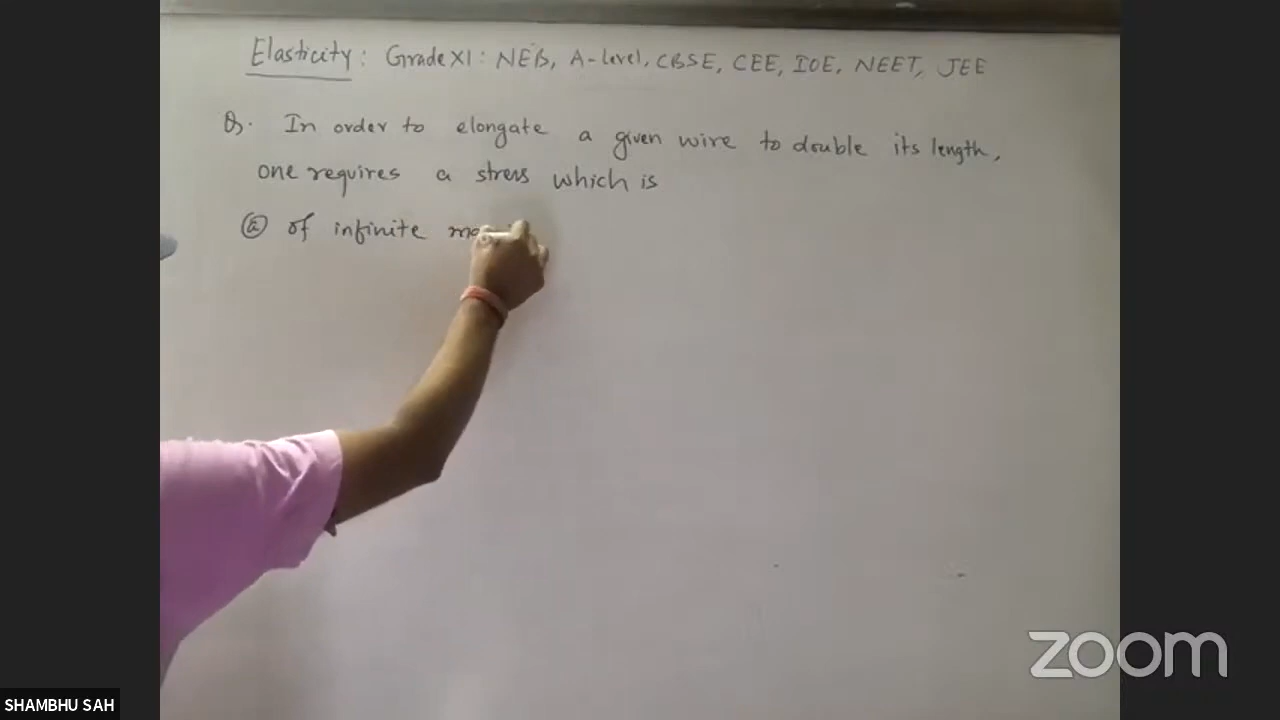 Elasticity: Grade XI: NEB, A-level, CBSE, CEE, IOE, NEET, JEE
Q. In order to elongate a given wire to double its length,
one requires a stress which is
ⓐ of infinite
zoom
SHAMBHU SAH